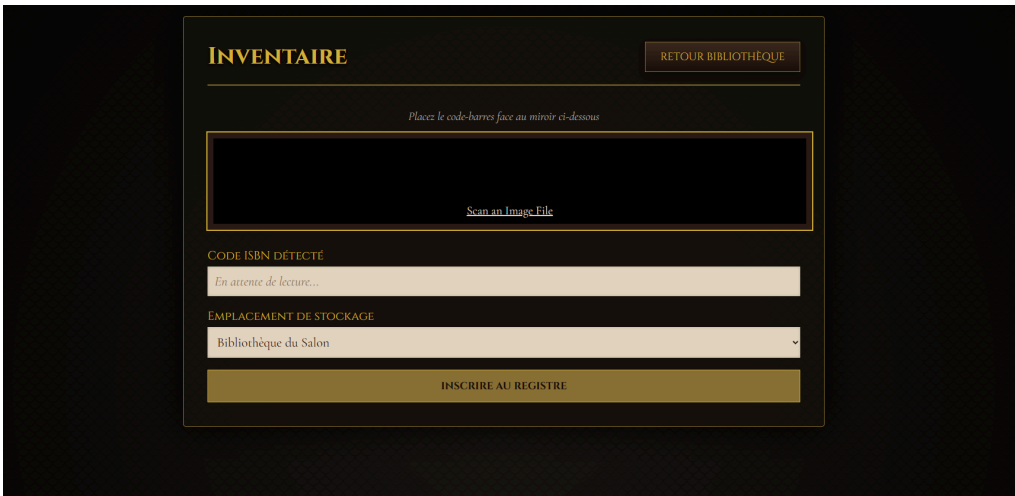 Inventaire
RETOUR BIBLIOTHÈQUE
Placez le code-barres face au miroir ci-dessous
Scan an Image File
Code ISBN détecté
En attente de lecture...
Emplacement de stockage
Bibliothèque du Salon
INSCRIRE AU REGISTRE